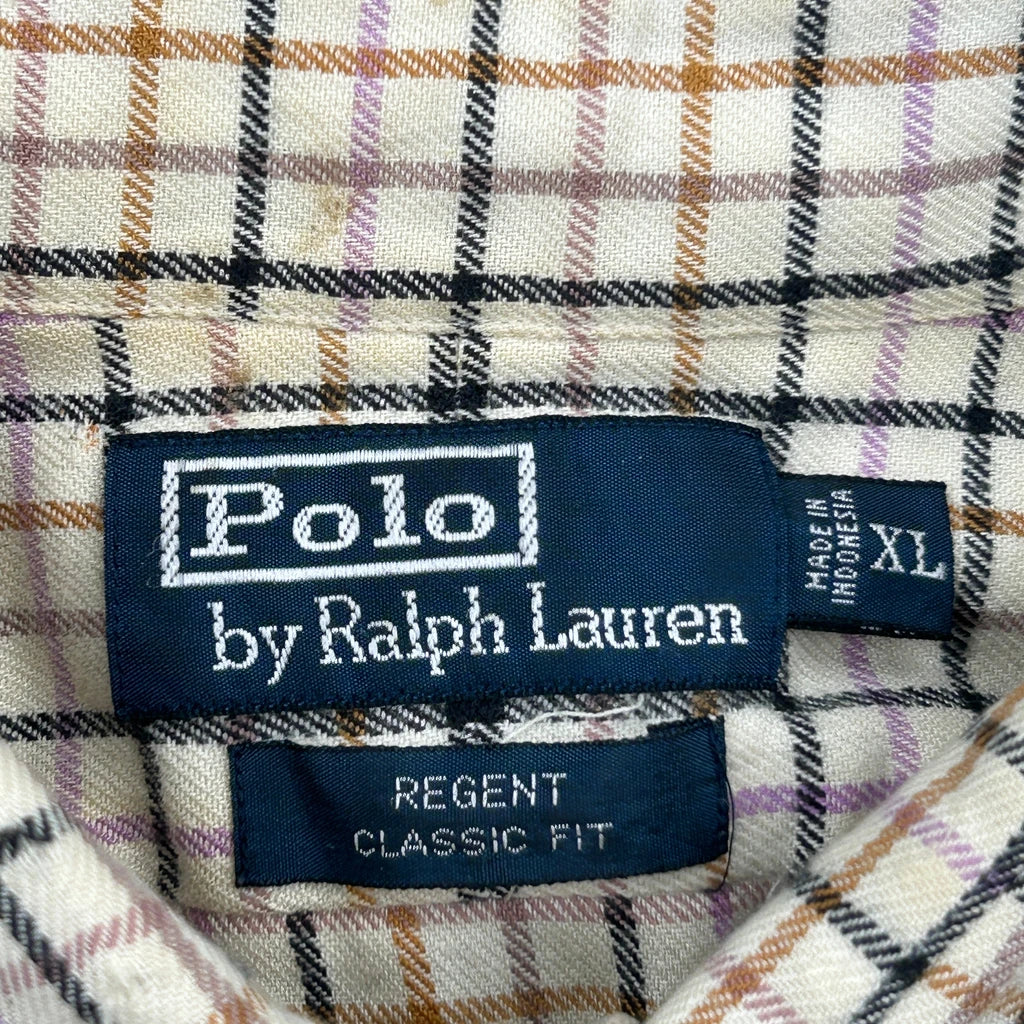 Polo
by Ralph Lauren
MADE IN
INDONESIA
XL
REGENT
CLASSIC FIT